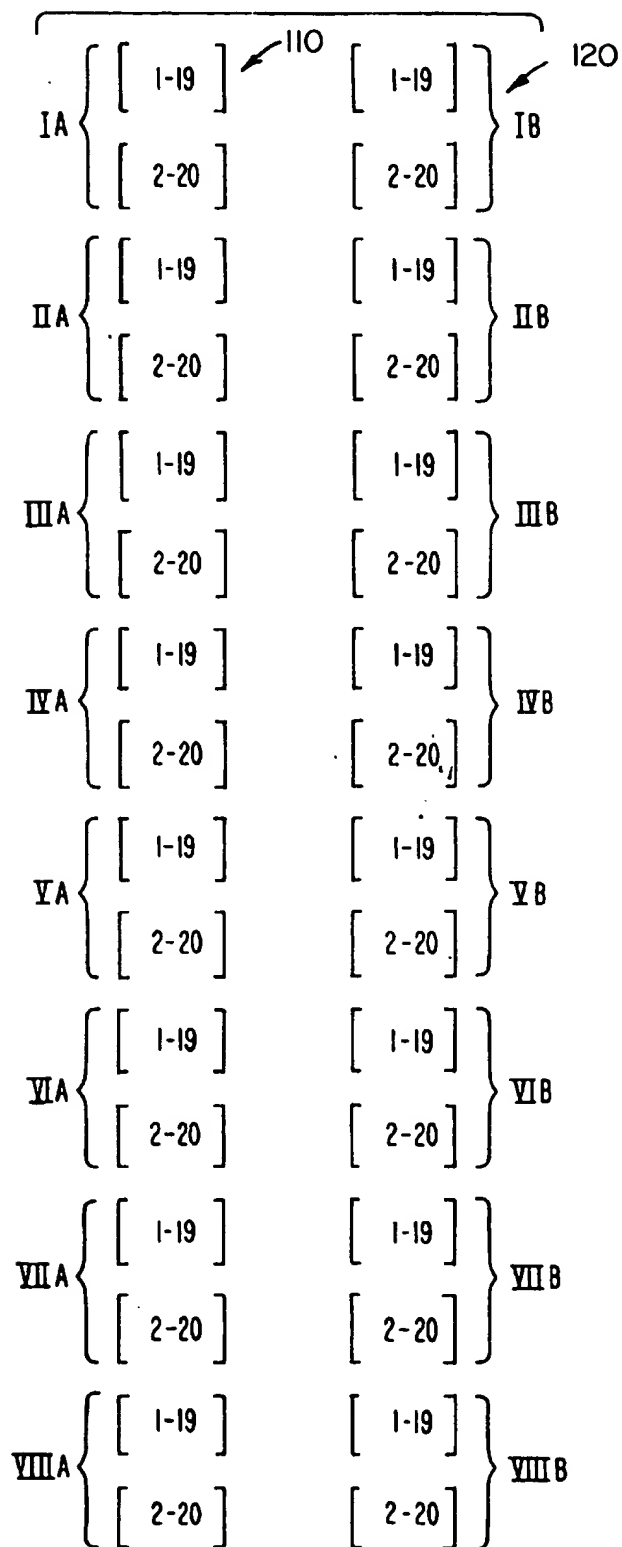 110
120
[1-19] [1-19]
IA IB
[2-20] [2-20]
[1-19] [1-19]
IIA IIB
[2-20] [2-20]
[1-19] [1-19]
IIIA IIIB
[2-20] [2-20]
[1-19] [1-19]
IVA IVB
[2-20] [2-20]
[1-19] [1-19]
VA VB
[2-20] [2-20]
[1-19] [1-19]
VIA VIB
[2-20] [2-20]
[1-19] [1-19]
VIIA VIIB
[2-20] [2-20]
[1-19] [1-19]
VIIIA VIIIB
[2-20] [2-20]